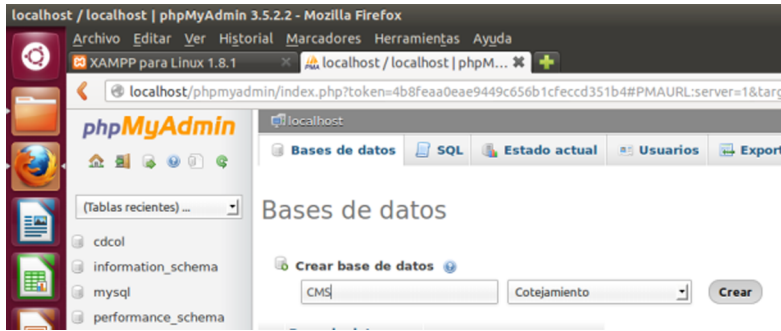 localhost / localhost | phpMyAdmin 3.5.2.2 - Mozilla Firefox
Archivo Editar Ver Historial Marcadores Herramientas Ayuda
XAMPP para Linux 1.8.1
localhost / localhost | phpM...
localhost/phpmyadmin/index.php?token=4b8feaa0eae9449c656b1cfeccd351b4#PMAURL:server=1&targ
phpMyAdmin
localhost
Bases de datos SQL Estado actual Usuarios Export
(Tablas recientes) ...
Bases de datos
cdcol
information_schema
mysql
performance_schema
Crear base de datos
CMS Cotejamiento Crear